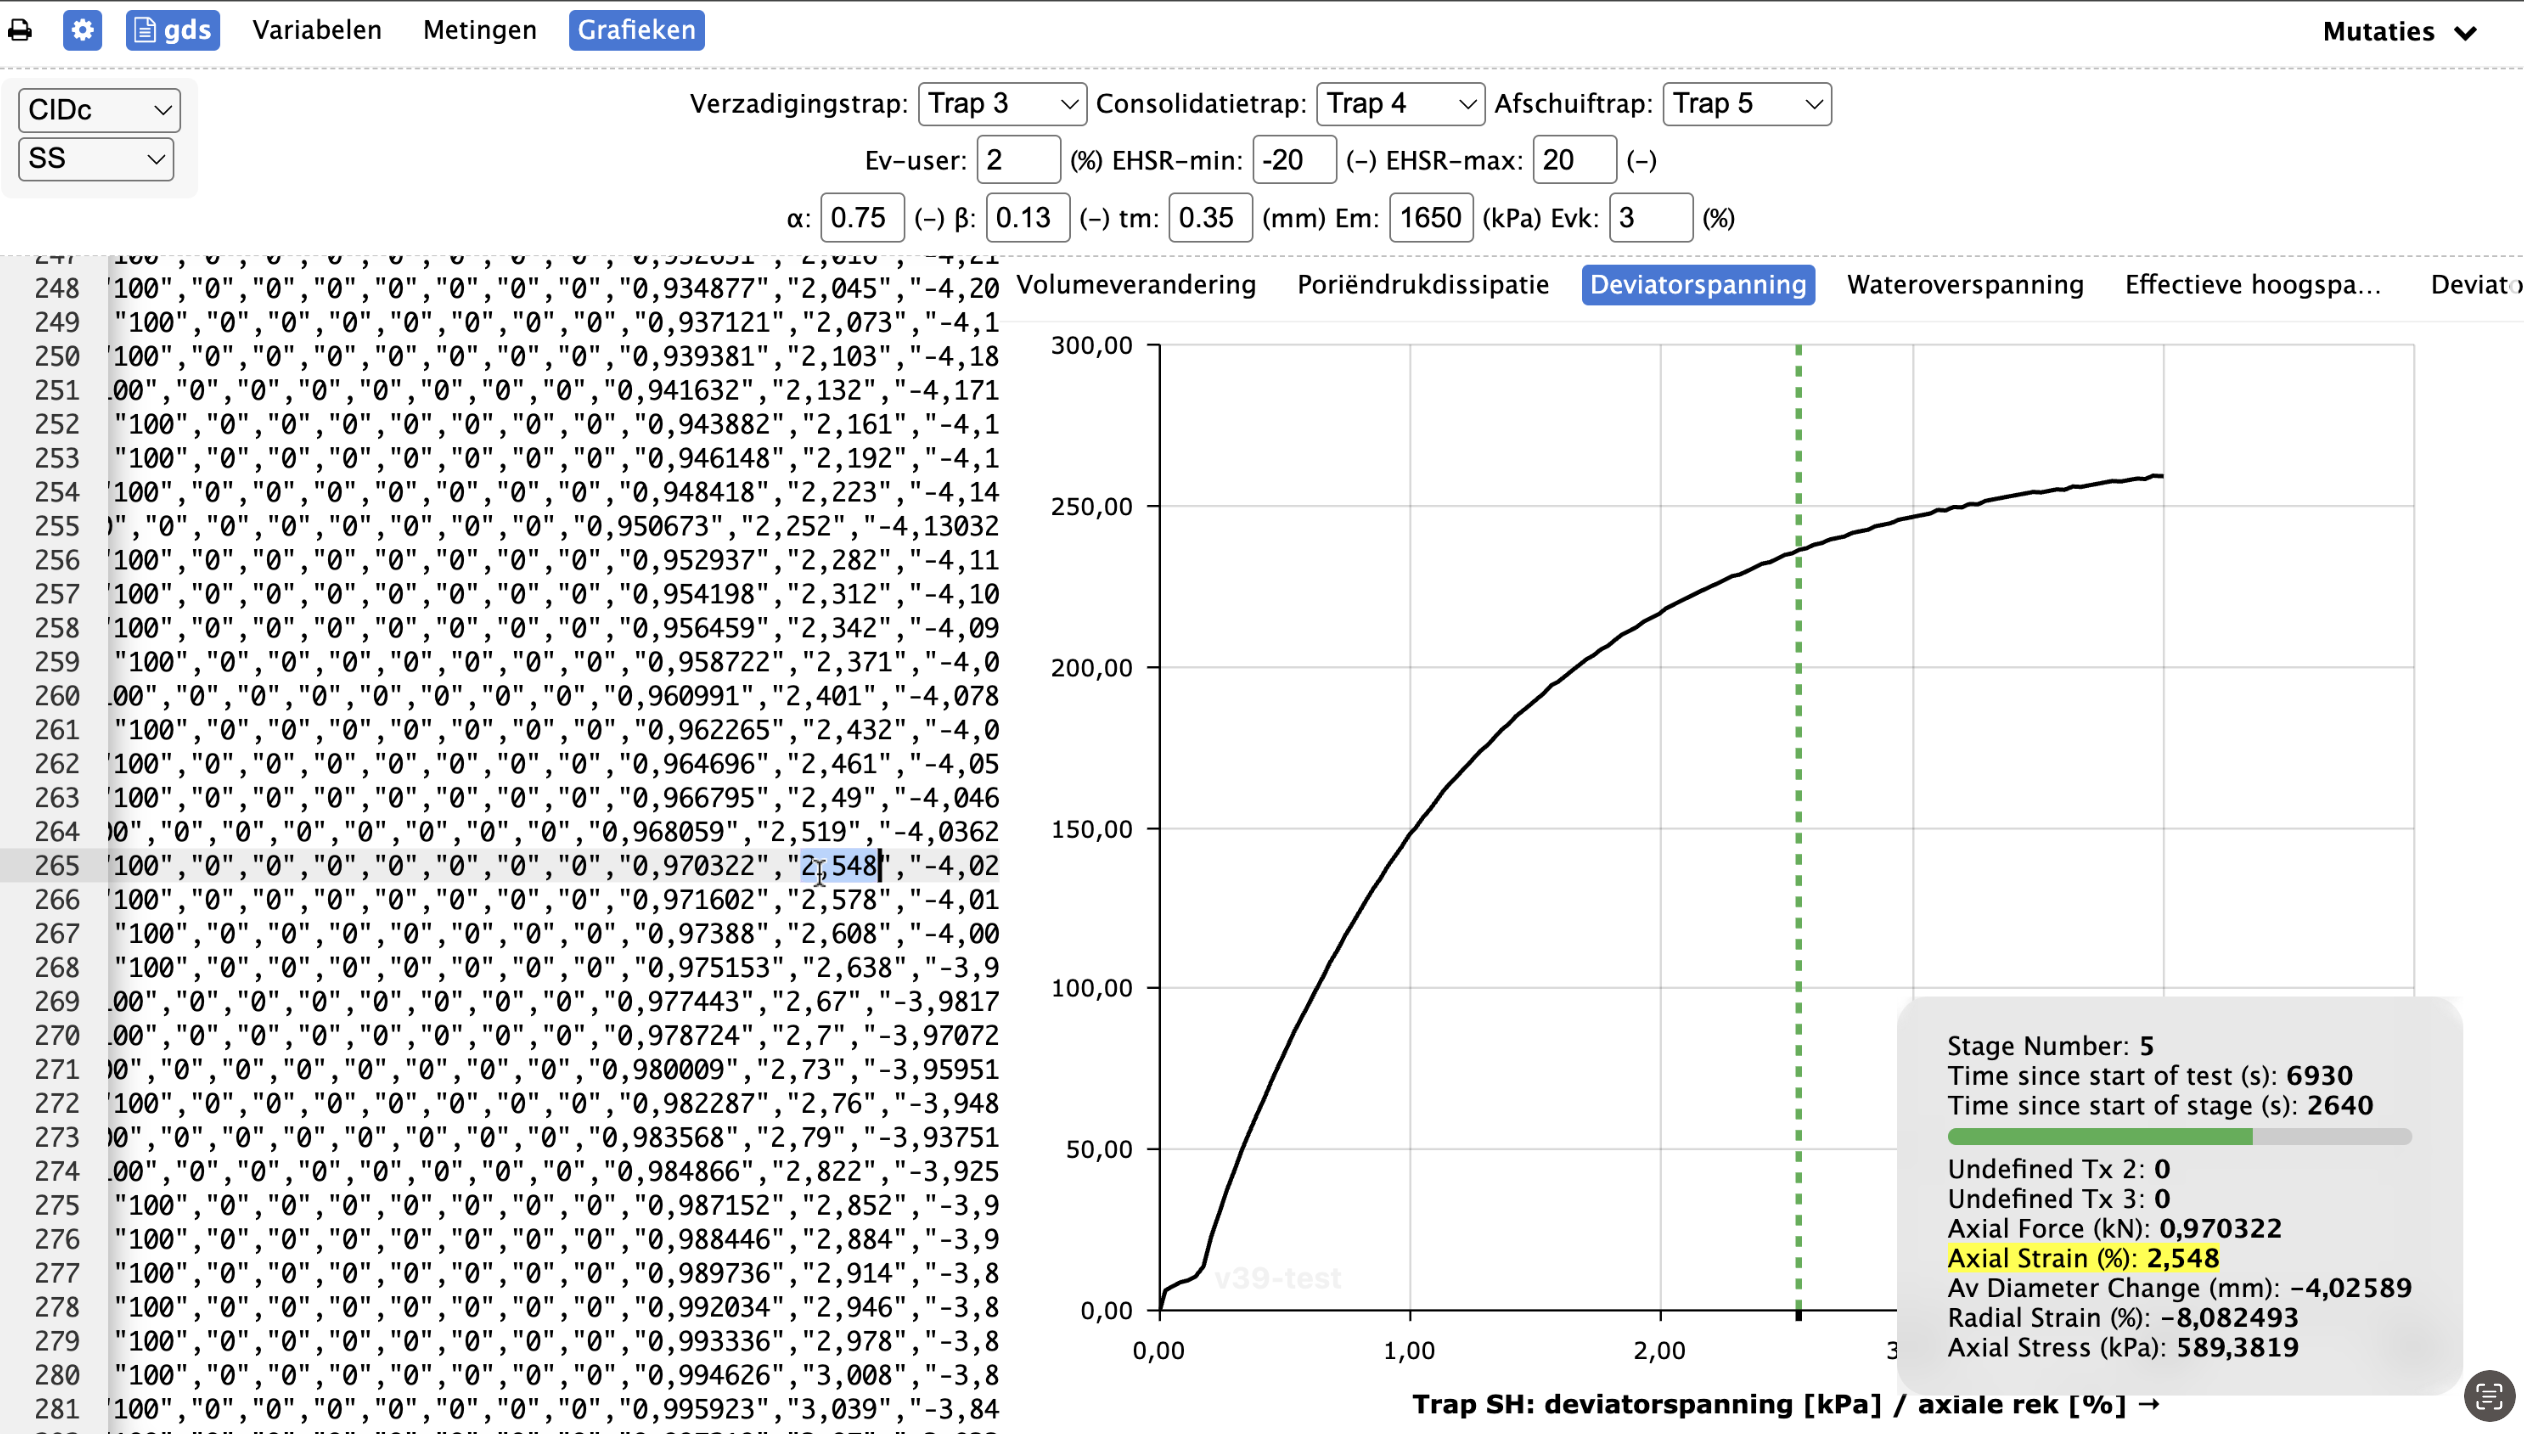 gds Variabelen Metingen Grafieken Mutaties
CIDc
SS
Verzadigingstrap: Trap 3 Consolidatietrap: Trap 4 Afschuiftrap: Trap 5
Ev-user: 2 (%) EHSR-min: -20 (-) EHSR-max: 20 (-)
α: 0.75 (-) β: 0.13 (-) tm: 0.35 (mm) Em: 1650 (kPa) Evk: 3 (%)
248 "100","0","0","0","0","0","0","0","0,934877","2,045","-4,20
249 "100","0","0","0","0","0","0","0","0,937121","2,073","-4,1
250 "100","0","0","0","0","0","0","0","0,939381","2,103","-4,18
251 00","0","0","0","0","0","0","0","0,941632","2,132","-4,171
252 "100","0","0","0","0","0","0","0","0,943882","2,161","-4,1
253 "100","0","0","0","0","0","0","0","0,946148","2,192","-4,1
254 "100","0","0","0","0","0","0","0","0,948418","2,223","-4,14
255 0","0","0","0","0","0","0","0","0,950673","2,252","-4,13032
256 "100","0","0","0","0","0","0","0","0,952937","2,282","-4,11
257 "100","0","0","0","0","0","0","0","0,954198","2,312","-4,10
258 "100","0","0","0","0","0","0","0","0,956459","2,342","-4,09
259 "100","0","0","0","0","0","0","0","0,958722","2,371","-4,0
260 00","0","0","0","0","0","0","0","0,960991","2,401","-4,078
261 "100","0","0","0","0","0","0","0","0,962265","2,432","-4,0
262 "100","0","0","0","0","0","0","0","0,964696","2,461","-4,05
263 "100","0","0","0","0","0","0","0","0,966795","2,49","-4,046
264 00","0","0","0","0","0","0","0","0,968059","2,519","-4,0362
265 "100","0","0","0","0","0","0","0","0,970322","2,548","-4,02
266 "100","0","0","0","0","0","0","0","0,971602","2,578","-4,01
267 "100","0","0","0","0","0","0","0","0,97388","2,608","-4,00
268 "100","0","0","0","0","0","0","0","0,975153","2,638","-3,9
269 00","0","0","0","0","0","0","0","0,977443","2,67","-3,9817
270 00","0","0","0","0","0","0","0","0,978724","2,7","-3,97072
271 00","0","0","0","0","0","0","0","0,980009","2,73","-3,95951
272 "100","0","0","0","0","0","0","0","0,982287","2,76","-3,948
273 00","0","0","0","0","0","0","0","0,983568","2,79","-3,93751
274 00","0","0","0","0","0","0","0","0,984866","2,822","-3,925
275 "100","0","0","0","0","0","0","0","0,987152","2,852","-3,9
276 "100","0","0","0","0","0","0","0","0,988446","2,884","-3,9
277 "100","0","0","0","0","0","0","0","0,989736","2,914","-3,8
278 "100","0","0","0","0","0","0","0","0,992034","2,946","-3,8
279 "100","0","0","0","0","0","0","0","0,993336","2,978","-3,8
280 "100","0","0","0","0","0","0","0","0,994626","3,008","-3,8
281 "100","0","0","0","0","0","0","0","0,995923","3,039","-3,84
Volumeverandering Poriëndrukdissipatie Deviatorspanning Wateroverspanning Effectieve hoogspa... Deviato
300,00
250,00
200,00
150,00
100,00
50,00
0,00
v39-test
0,00 1,00 2,00 3
Trap SH: deviatorspanning [kPa] / axiale rek [%] →
Stage Number: 5
Time since start of test (s): 6930
Time since start of stage (s): 2640
Undefined Tx 2: 0
Undefined Tx 3: 0
Axial Force (kN): 0,970322
Axial Strain (%): 2,548
Av Diameter Change (mm): -4,02589
Radial Strain (%): -8,082493
Axial Stress (kPa): 589,3819